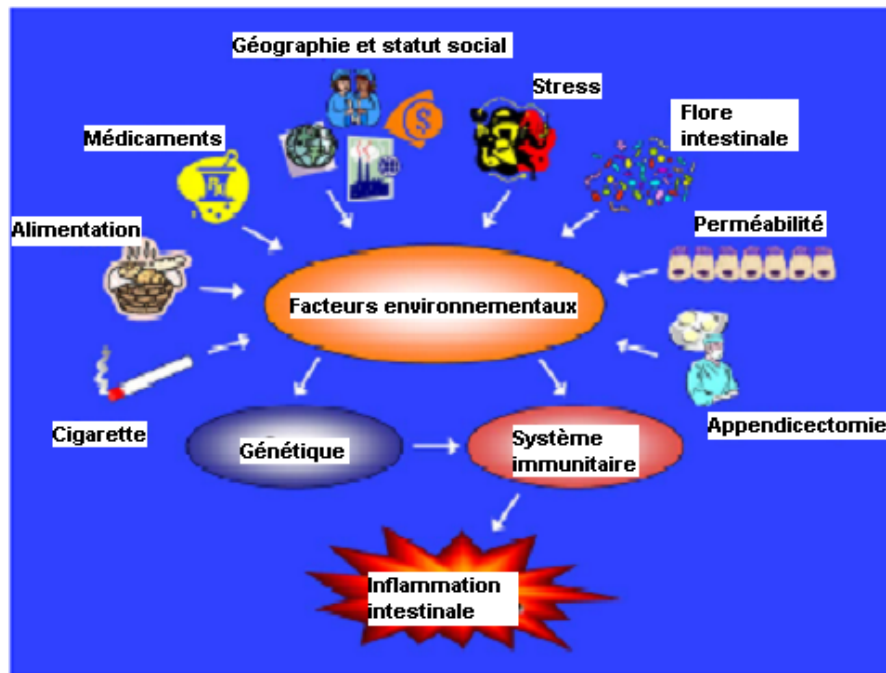 Géographie et statut social
Stress
Flore
intestinale
Médicaments
Alimentation
Perméabilité
Facteurs environnementaux
Cigarette
Appendicectomie
Génétique
Système
immunitaire
Inflammation
intestinale